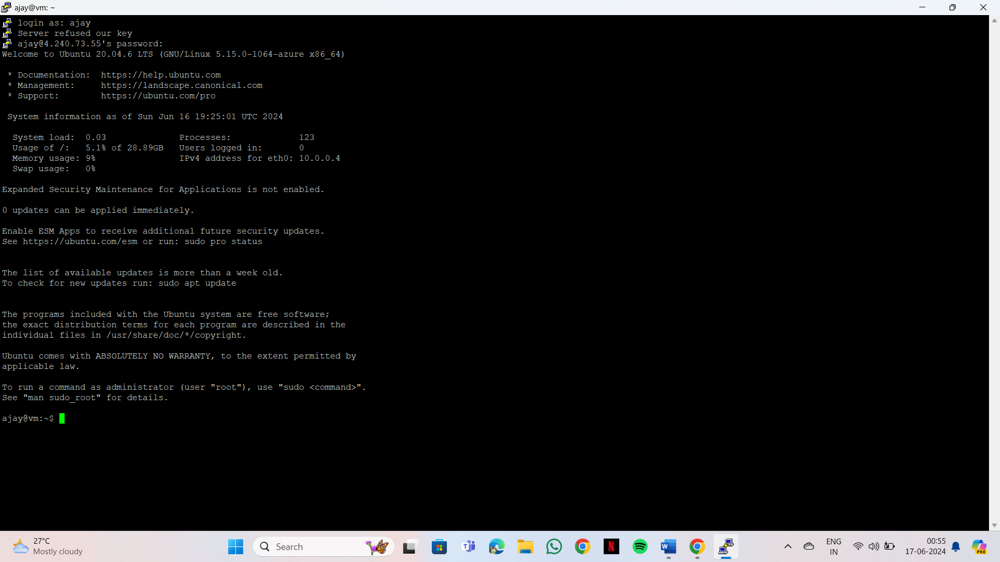 ajay@vm: ~
login as: ajay
Server refused our key
ajay@4.240.73.55's password:
Welcome to Ubuntu 20.04.6 LTS (GNU/Linux 5.15.0-1064-azure x86_64)
* Documentation:  https://help.ubuntu.com
* Management:     https://landscape.canonical.com
* Support:        https://ubuntu.com/pro
System information as of Sun Jun 16 19:25:01 UTC 2024
System load:  0.03              Processes:             123
Usage of /:   5.1% of 28.89GB   Users logged in:       0
Memory usage: 9%                IPv4 address for eth0: 10.0.0.4
Swap usage:   0%
Expanded Security Maintenance for Applications is not enabled.
0 updates can be applied immediately.
Enable ESM Apps to receive additional future security updates.
See https://ubuntu.com/esm or run: sudo pro status
The list of available updates is more than a week old.
To check for new updates run: sudo apt update
The programs included with the Ubuntu system are free software;
the exact distribution terms for each program are described in the
individual files in /usr/share/doc/*/copyright.
Ubuntu comes with ABSOLUTELY NO WARRANTY, to the extent permitted by
applicable law.
To run a command as administrator (user "root"), use "sudo <command>".
See "man sudo_root" for details.
ajay@vm:~$
27°C
Mostly cloudy
Search
ENG
IN
00:55
17-06-2024
PRE